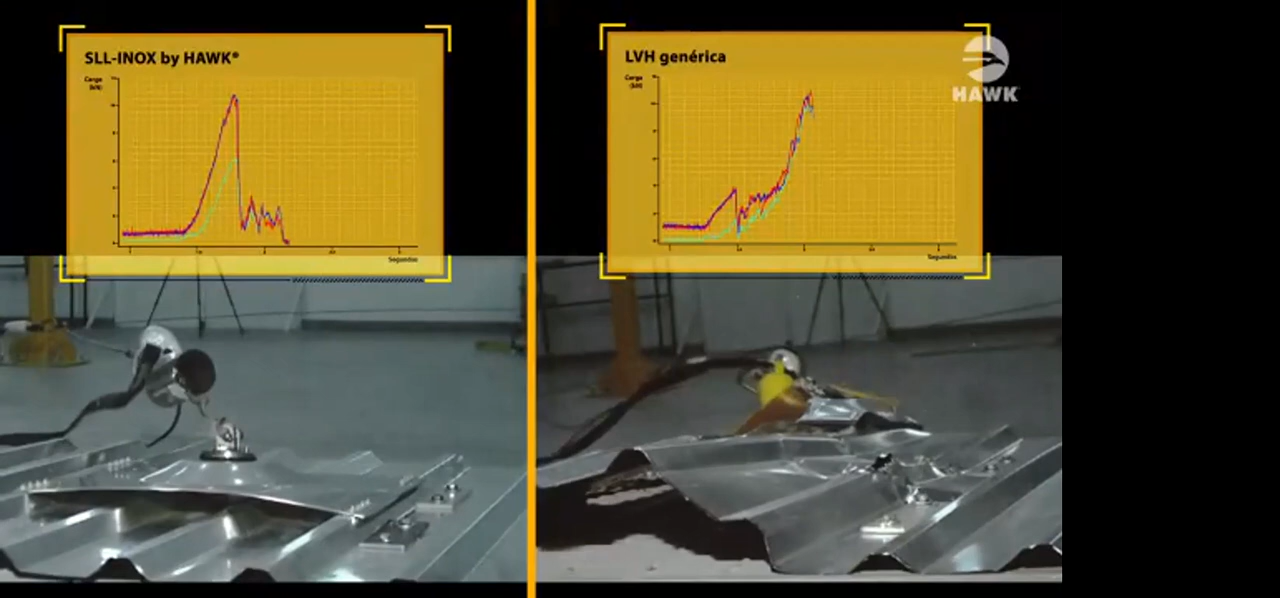 SLL-INOX by HAWK®
Carga
(kN)
Segundos
LVH genérica
Carga
(kN)
Segundos
HAWK